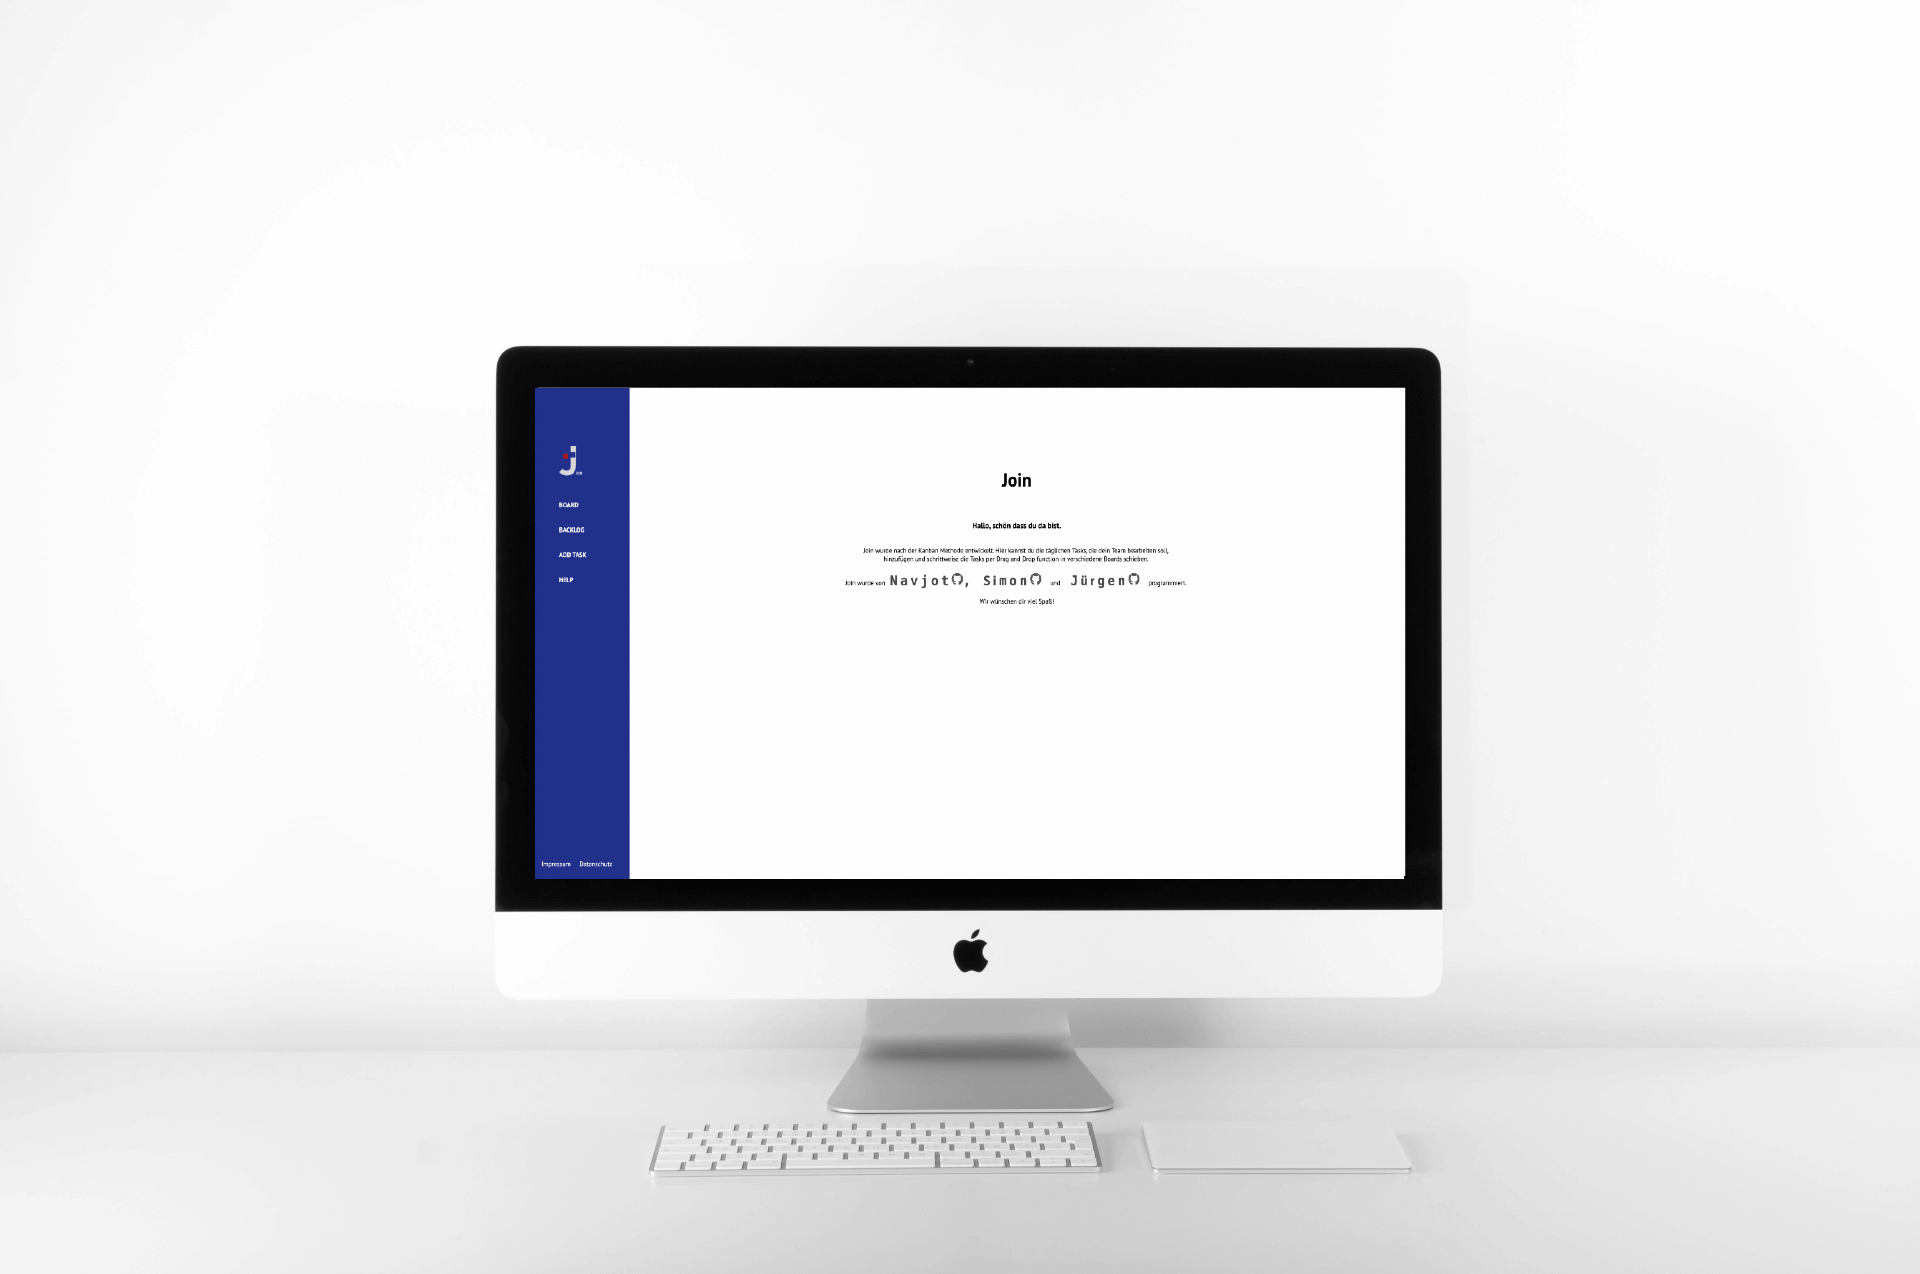 J
BOARD
BACKLOG
ADD TASK
HELP
Impressum Datenschutz
Join
Hallo, schön dass du da bist.
Join wurde nach der Kanban Methode entwickelt. Hier kannst du die täglichen Tasks, die dein Team bearbeiten soll,
hinzufügen und schrittweise die Tasks per Drag and Drop function in verschiedene Boards schieben.
Join wurde von Navjot, Simon und Jürgen programmiert.
Wir wünschen dir viel Spaß!